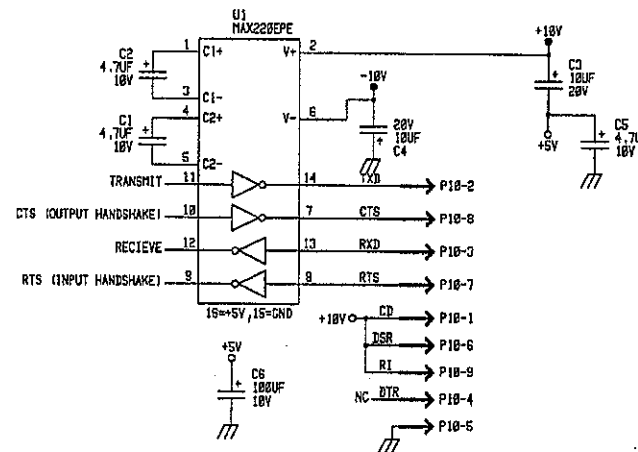 U1
MAX220EPE
1 C1+ V+ 2
+10V
C2
4.7UF
10V
C3
10UF
20V
-10V
3 C1-
4 C2+ V- 6
C1
4.7UF
10V
20V
10UF
C4
+5V
C5
4.7
10V
5 C2-
TRANSMIT 11 14 TXD P10-2
CTS (OUTPUT HANDSHAKE) 10 7 CTS P10-8
RECIEVE 12 13 RXD P10-3
RTS (INPUT HANDSHAKE) 9 8 RTS P10-7
16=+5V,15=GND
+10V CD P10-1
DSR P10-6
RI P10-9
NC DTR P10-4
P10-5
+5V
C6
100UF
10V